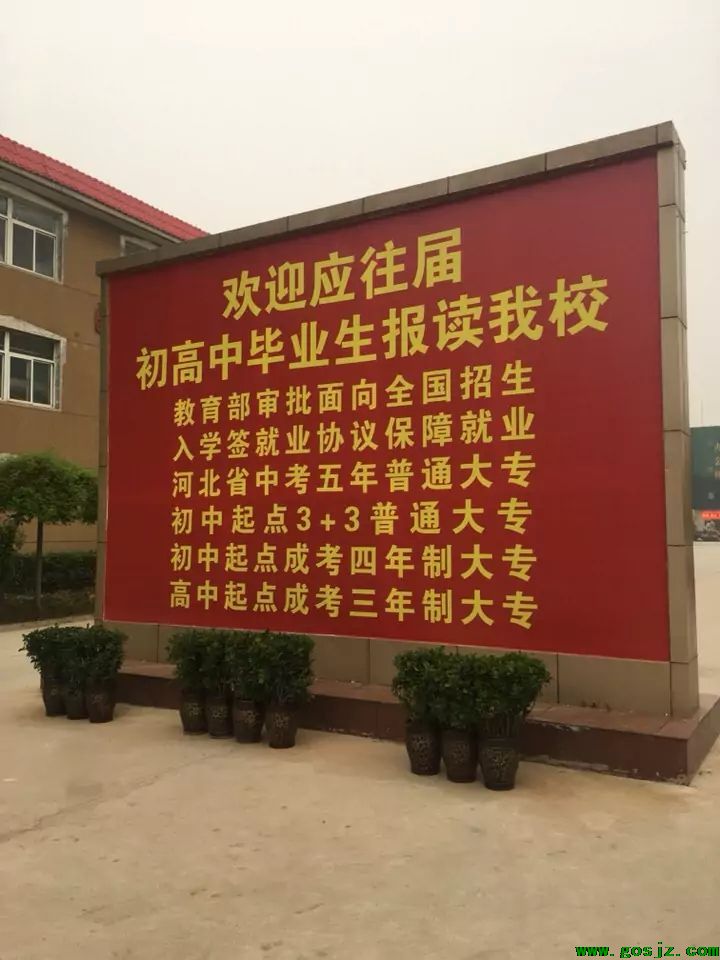 欢迎应往届
初高中毕业生报读我校
教育部审批面向全国招生
入学签就业协议保障就业
河北省中考五年普通大专
初中起点3+3普通大专
初中起点成考四年制大专
高中起点成考三年制大专
www.gosjz.com